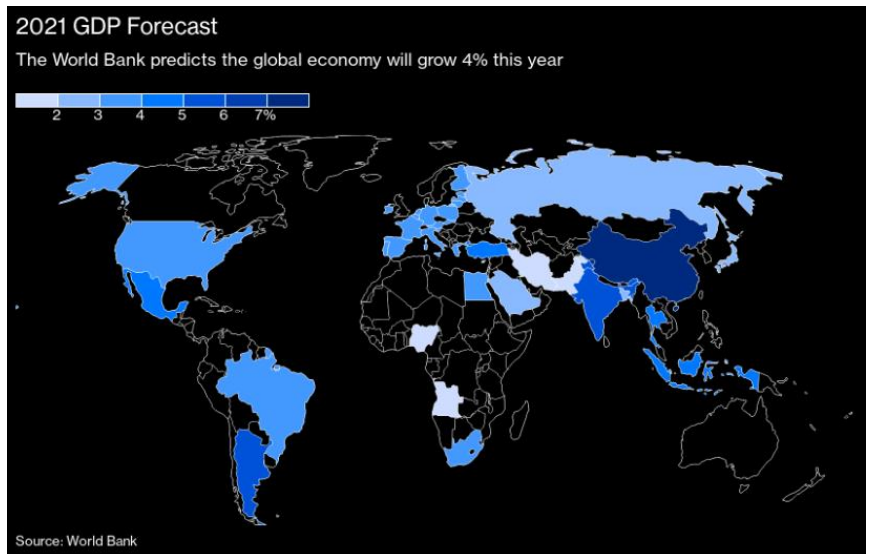 2021 GDP Forecast
The World Bank predicts the global economy will grow 4% this year
2 3 4 5 6 7%
Source: World Bank